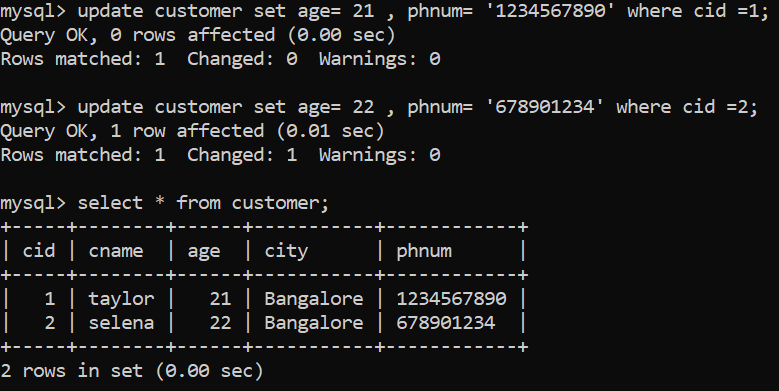 mysql> update customer set age= 21 , phnum= '1234567890' where cid =1;
Query OK, 0 rows affected (0.00 sec)
Rows matched: 1  Changed: 0  Warnings: 0

mysql> update customer set age= 22 , phnum= '678901234' where cid =2;
Query OK, 1 row affected (0.01 sec)
Rows matched: 1  Changed: 1  Warnings: 0

mysql> select * from customer;
+-----+--------+------+-----------+------------+
| cid | cname  | age  | city      | phnum      |
+-----+--------+------+-----------+------------+
|   1 | taylor |   21 | Bangalore | 1234567890 |
|   2 | selena |   22 | Bangalore | 678901234  |
+-----+--------+------+-----------+------------+
2 rows in set (0.00 sec)